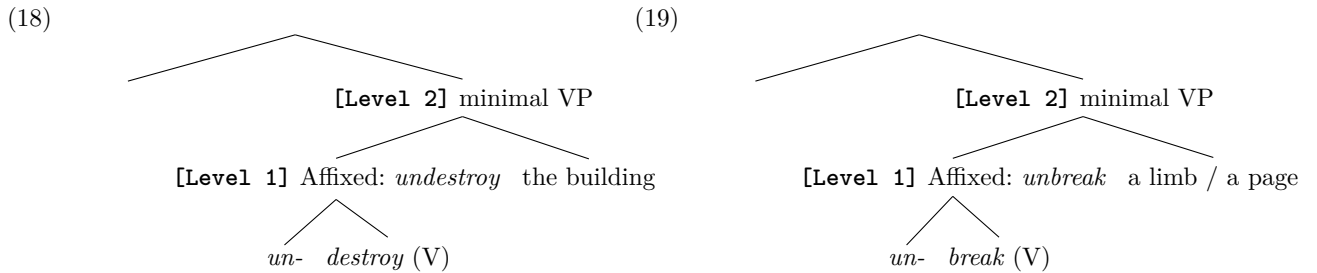 (18) (19)
[Level 2] minimal VP [Level 2] minimal VP
[Level 1] Affixed: undestroy the building [Level 1] Affixed: unbreak a limb / a page
un- destroy (V) un- break (V)